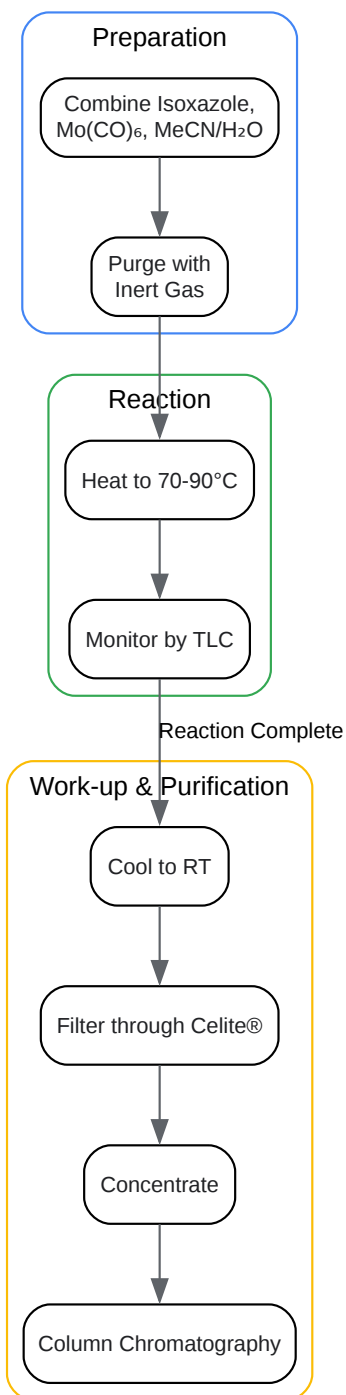 Preparation
Combine Isoxazole,
Mo(CO)₆, MeCN/H₂O
Purge with
Inert Gas
Reaction
Heat to 70-90°C
Monitor by TLC
Reaction Complete
Work-up & Purification
Cool to RT
Filter through Celite®
Concentrate
Column Chromatography